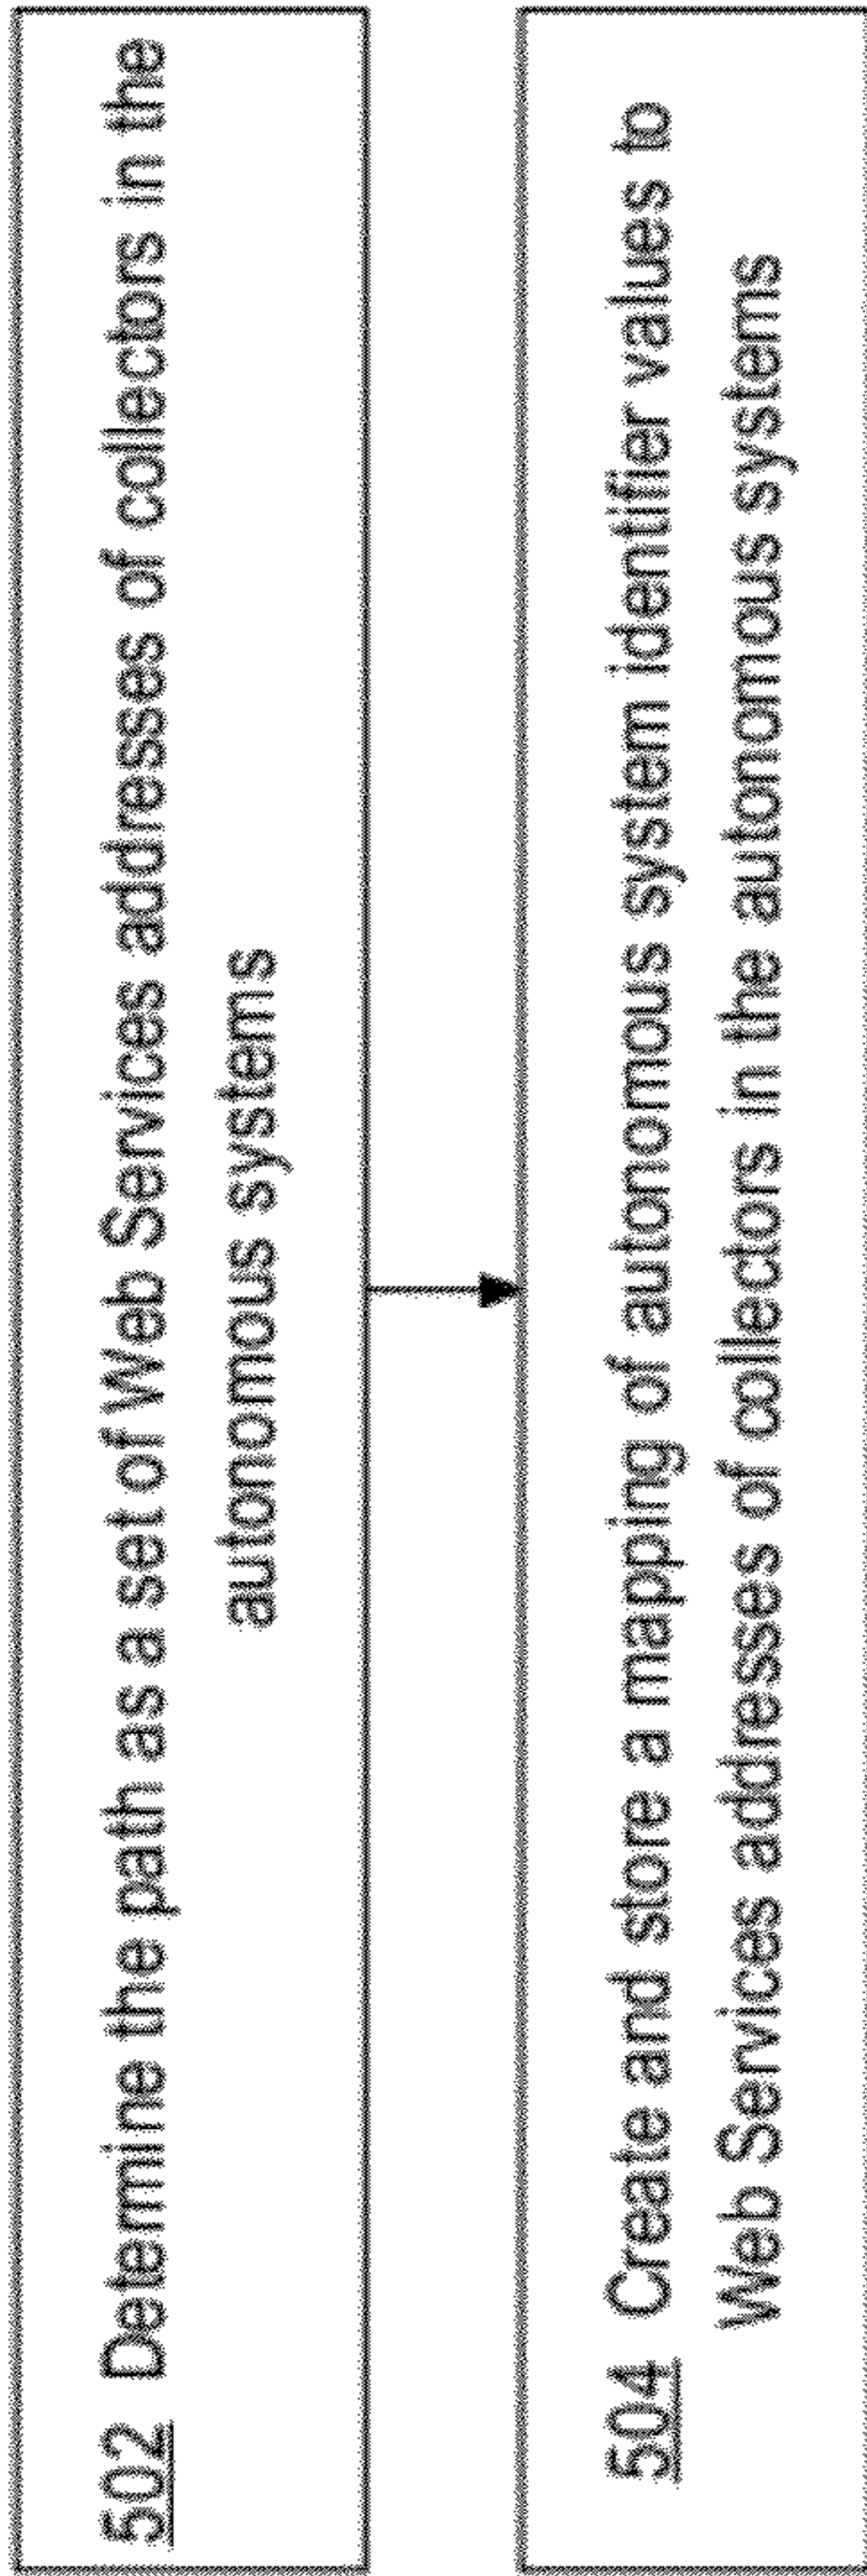 502 Determine the path as a set of Web Services addresses of collectors in the
autonomous systems
504 Create and store a mapping of autonomous system identifier values to
Web Services addresses of collectors in the autonomous systems